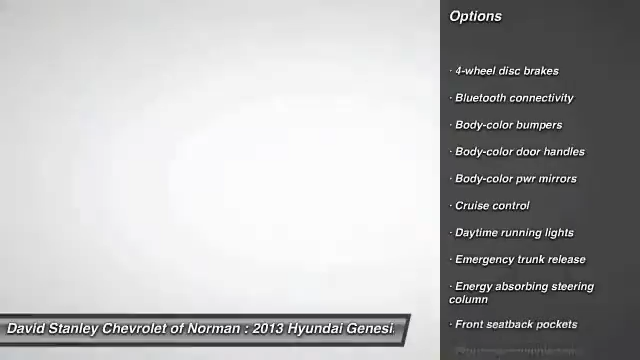 Options
· 4-wheel disc brakes
· Bluetooth connectivity
· Body-color bumpers
· Body-color door handles
· Body-color pwr mirrors
· Cruise control
· Daytime running lights
· Emergency trunk release
· Energy absorbing steering
column
· Front seatback pockets
David Stanley Chevrolet of Norman : 2013 Hyundai Genesi